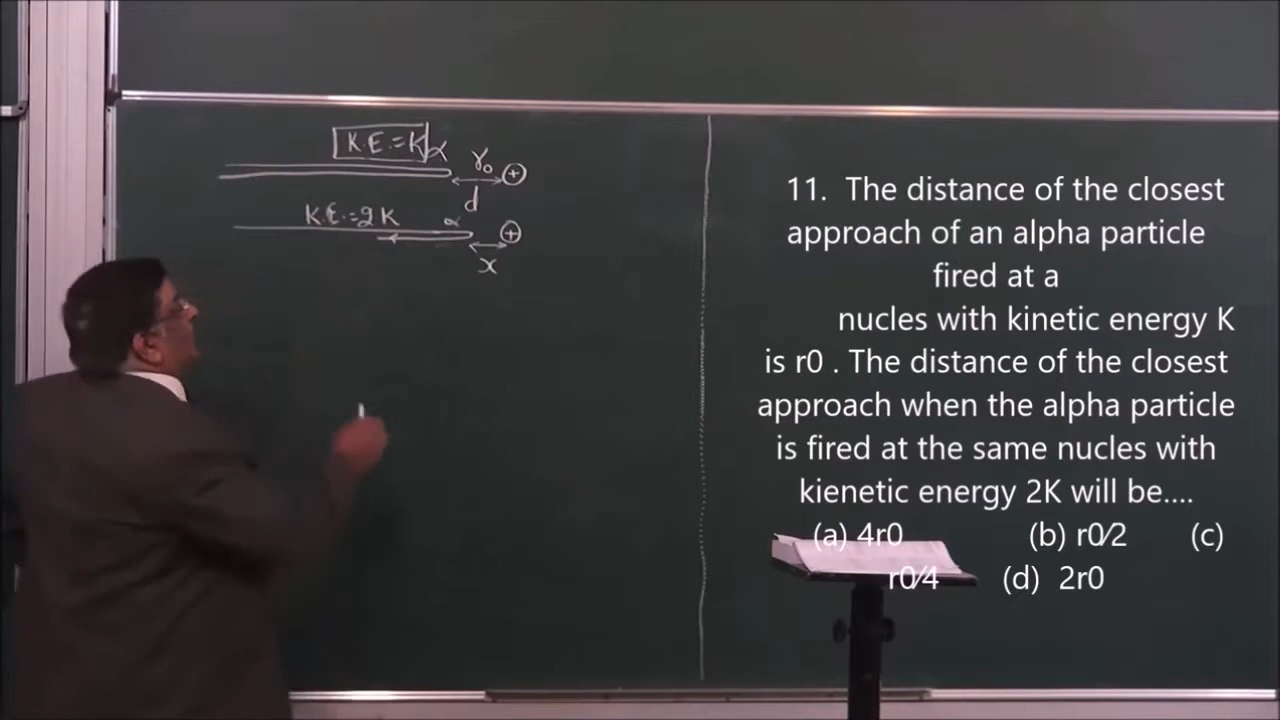 K.E.=K α
r₀
+
d
K.E.=2K α
+
x
11. The distance of the closest
approach of an alpha particle
fired at a
nucles with kinetic energy K
is r0 . The distance of the closest
approach when the alpha particle
is fired at the same nucles with
kienetic energy 2K will be....
(a) 4r0 (b) r0/2 (c)
r0/4 (d) 2r0